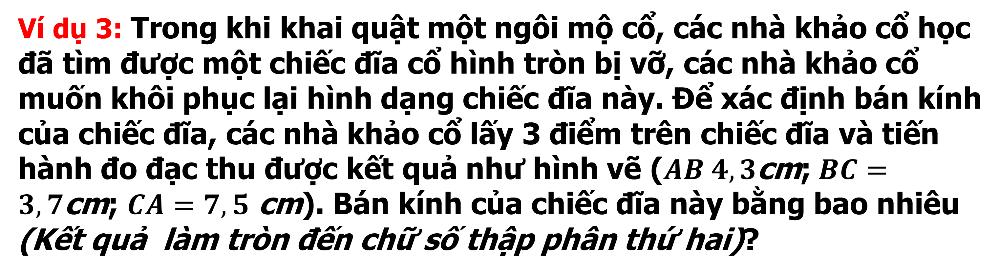 Ví dụ 3: Trong khi khai quật một ngôi mộ cổ, các nhà khảo cổ học
đã tìm được một chiếc đĩa cổ hình tròn bị vỡ, các nhà khảo cổ
muốn khôi phục lại hình dạng chiếc đĩa này. Để xác định bán kính
của chiếc đĩa, các nhà khảo cổ lấy 3 điểm trên chiếc đĩa và tiến
hành đo đạc thu được kết quả như hình vẽ (AB 4,3cm; BC =
3,7cm; CA = 7,5 cm). Bán kính của chiếc đĩa này bằng bao nhiêu
(Kết quả làm tròn đến chữ số thập phân thứ hai)?